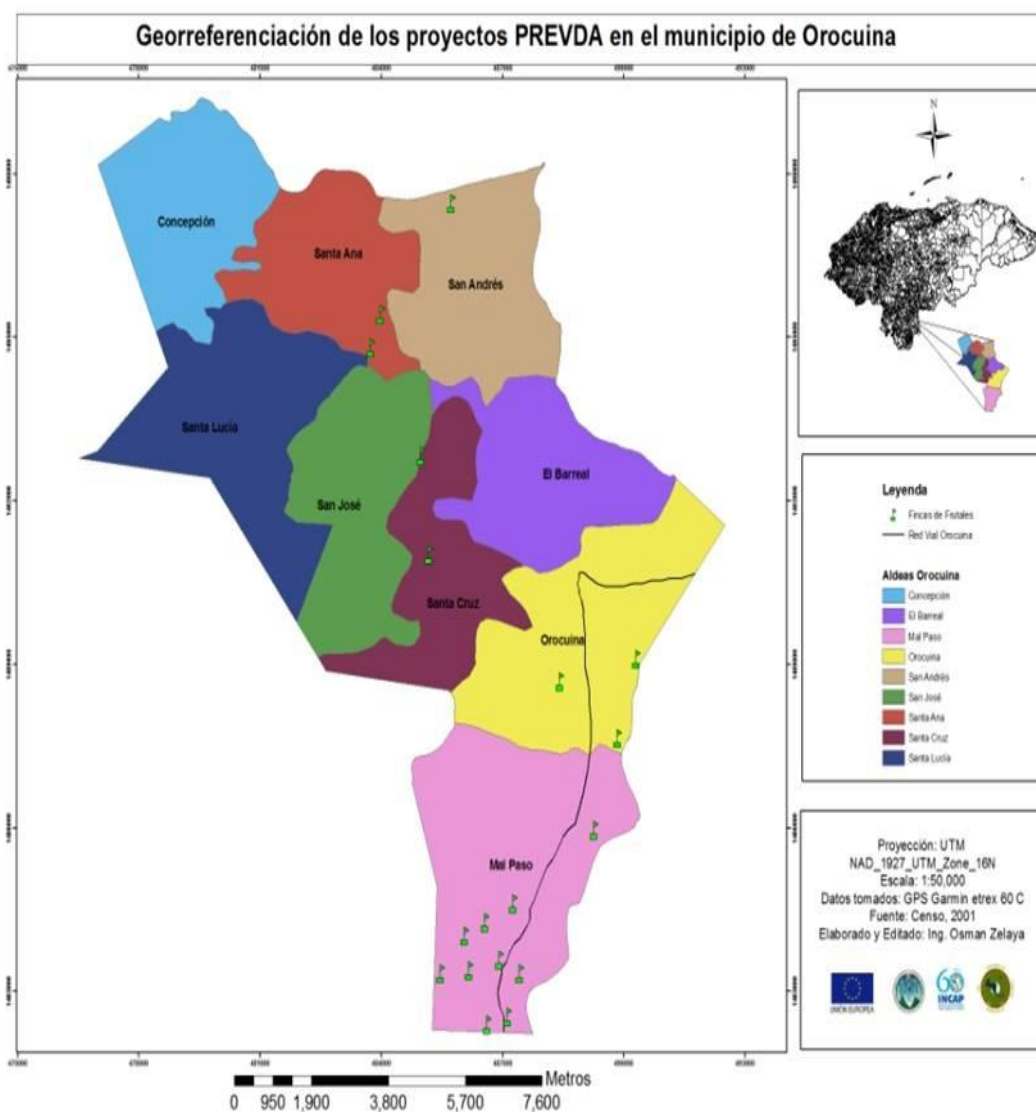 Georreferenciación de los proyectos PREVDA en el municipio de Orocuina
N
Concepción
Santa Ana
San Andrés
Santa Lucía
San José
El Barreal
Santa Cruz
Orocuina
Mal Paso
Leyenda
Fincas de Frutales
Red Vial Orocuina
Aldeas Orocuina
Concepción
El Barreal
Mal Paso
Orocuina
San Andrés
San José
Santa Ana
Santa Cruz
Santa Lucía
Proyección: UTM
NAD_1927_UTM_Zone_16N
Escala: 1:50,000
Datos tomados: GPS Garmin etrex 60 C
Fuente: Censo, 2001
Elaborado y Editado: Ing. Osman Zelaya
UNIÓN EUROPEA
60
INCAP
Metros
0 950 1,900 3,800 5,700 7,600